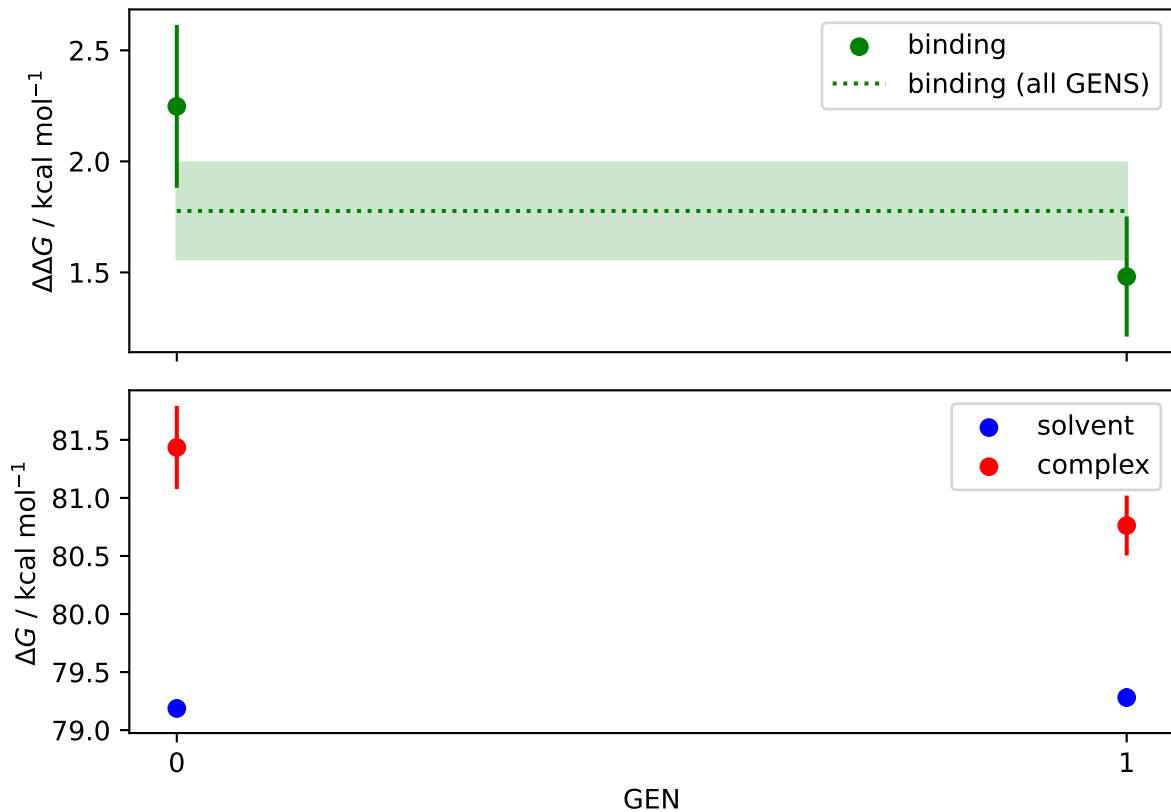 2.5
2.0
1.5
ΔΔG / kcal mol⁻¹
binding
binding (all GENS)
81.5
81.0
80.5
80.0
79.5
79.0
ΔG / kcal mol⁻¹
solvent
complex
0
1
GEN